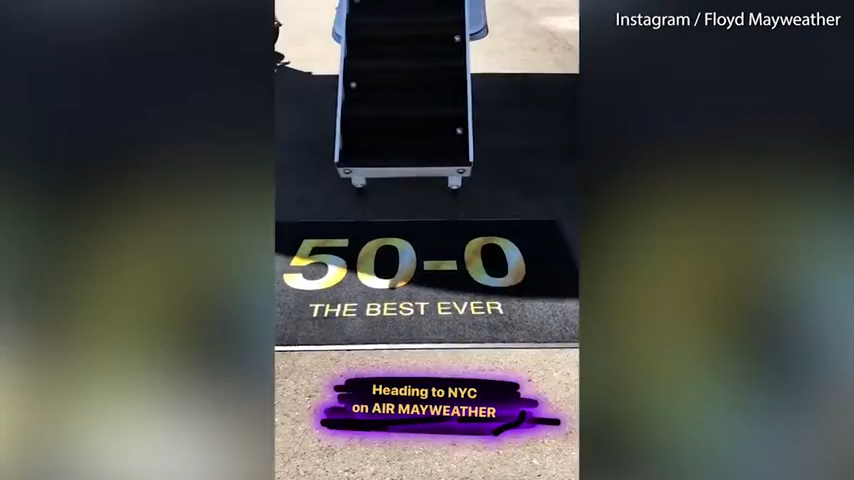 Instagram / Floyd Mayweather
50-0
THE BEST EVER
Heading to NYC
on AIR MAYWEATHER